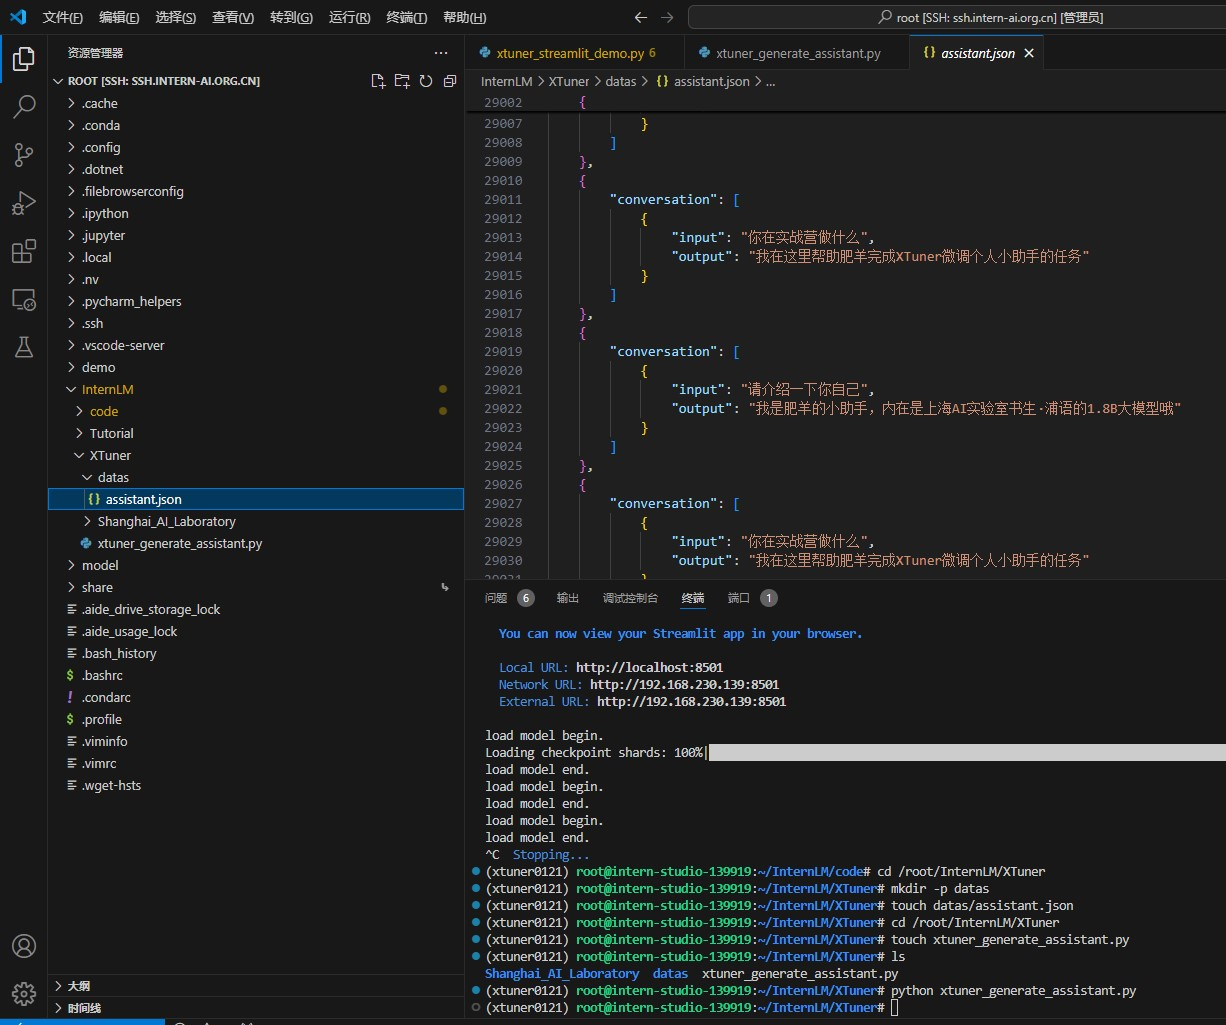 文件(F) 编辑(E) 选择(S) 查看(V) 转到(G) 运行(R) 终端(T) 帮助(H)
root [SSH: ssh.intern-ai.org.cn] [管理员]
资源管理器
ROOT [SSH: SSH.INTERN-AI.ORG.CN]
.cache
.conda
.config
.dotnet
.filebrowserconfig
.ipython
.jupyter
.local
.nv
.pycharm_helpers
.ssh
.vscode-server
demo
InternLM
code
Tutorial
XTuner
datas
{} assistant.json
Shanghai_AI_Laboratory
xtuner_generate_assistant.py
model
share
.aide_drive_storage_lock
.aide_usage_lock
.bash_history
$ .bashrc
! .condarc
$ .profile
.viminfo
.vimrc
.wget-hsts
大纲
时间线
xtuner_streamlit_demo.py 6
xtuner_generate_assistant.py
{} assistant.json
InternLM > XTuner > datas > {} assistant.json > ...
29002 {
29007 }
29008 ]
29009 },
29010 {
29011 "conversation": [
29012 {
29013 "input": "你在实战营做什么",
29014 "output": "我在这里帮助肥羊完成XTuner微调个人小助手的任务"
29015 }
29016 ]
29017 },
29018 {
29019 "conversation": [
29020 {
29021 "input": "请介绍一下你自己",
29022 "output": "我是肥羊的小助手，内在是上海AI实验室书生·浦语的1.8B大模型哦"
29023 }
29024 ]
29025 },
29026 {
29027 "conversation": [
29028 {
29029 "input": "你在实战营做什么",
29030 "output": "我在这里帮助肥羊完成XTuner微调个人小助手的任务"
29031 }
问题 6 输出 调试控制台 终端 端口 1
You can now view your Streamlit app in your browser.
Local URL: http://localhost:8501
Network URL: http://192.168.230.139:8501
External URL: http://192.168.230.139:8501
load model begin.
Loading checkpoint shards: 100%|
load model end.
load model begin.
load model end.
load model begin.
load model end.
^C Stopping...
(xtuner0121) root@intern-studio-139919:~/InternLM/code# cd /root/InternLM/XTuner
(xtuner0121) root@intern-studio-139919:~/InternLM/XTuner# mkdir -p datas
(xtuner0121) root@intern-studio-139919:~/InternLM/XTuner# touch datas/assistant.json
(xtuner0121) root@intern-studio-139919:~/InternLM/XTuner# cd /root/InternLM/XTuner
(xtuner0121) root@intern-studio-139919:~/InternLM/XTuner# touch xtuner_generate_assistant.py
(xtuner0121) root@intern-studio-139919:~/InternLM/XTuner# ls
Shanghai_AI_Laboratory datas xtuner_generate_assistant.py
(xtuner0121) root@intern-studio-139919:~/InternLM/XTuner# python xtuner_generate_assistant.py
(xtuner0121) root@intern-studio-139919:~/InternLM/XTuner#